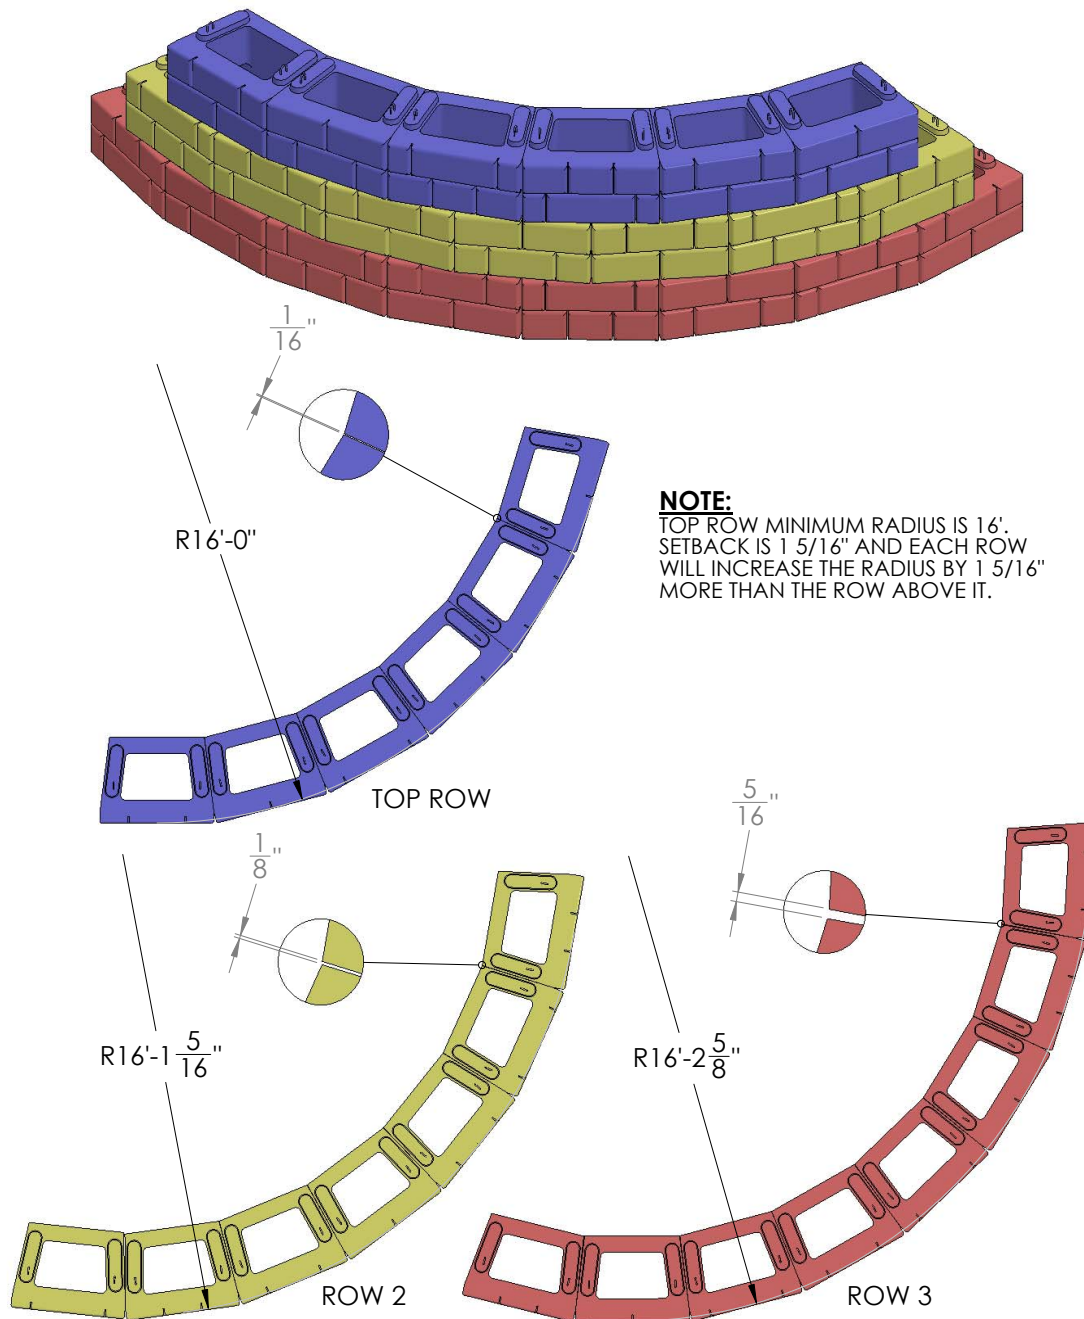 1/16"
R16'-0"
NOTE:
TOP ROW MINIMUM RADIUS IS 16'.
SETBACK IS 1 5/16" AND EACH ROW
WILL INCREASE THE RADIUS BY 1 5/16"
MORE THAN THE ROW ABOVE IT.
TOP ROW
1/8"
5/16"
R16'-1 5/16"
R16'-2 5/8"
ROW 2
ROW 3